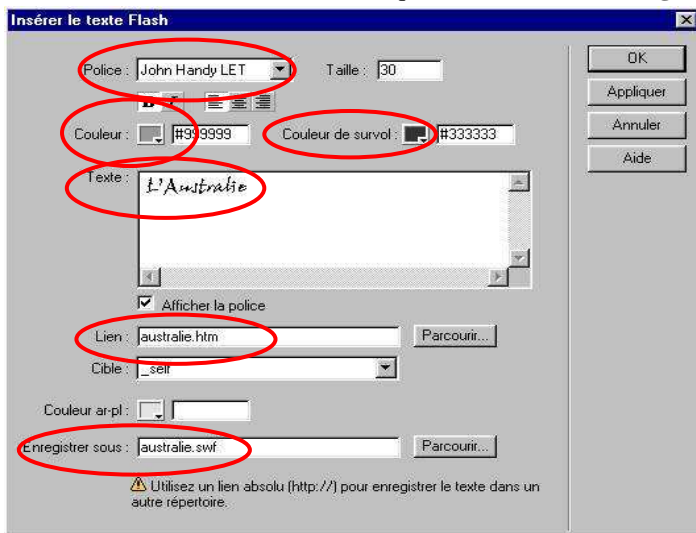 Insérer le texte Flash
Police : John Handy LET Taille : 30
OK
Appliquer
B I
Couleur : #999999 Couleur de survol : #333333
Annuler
Aide
Texte : L'Australie
Afficher la police
Lien : australie.htm Parcourir...
Cible : _self
Couleur ar-pl :
Enregistrer sous : australie.swf Parcourir...
Utilisez un lien absolu (http://) pour enregistrer le texte dans un
autre répertoire.